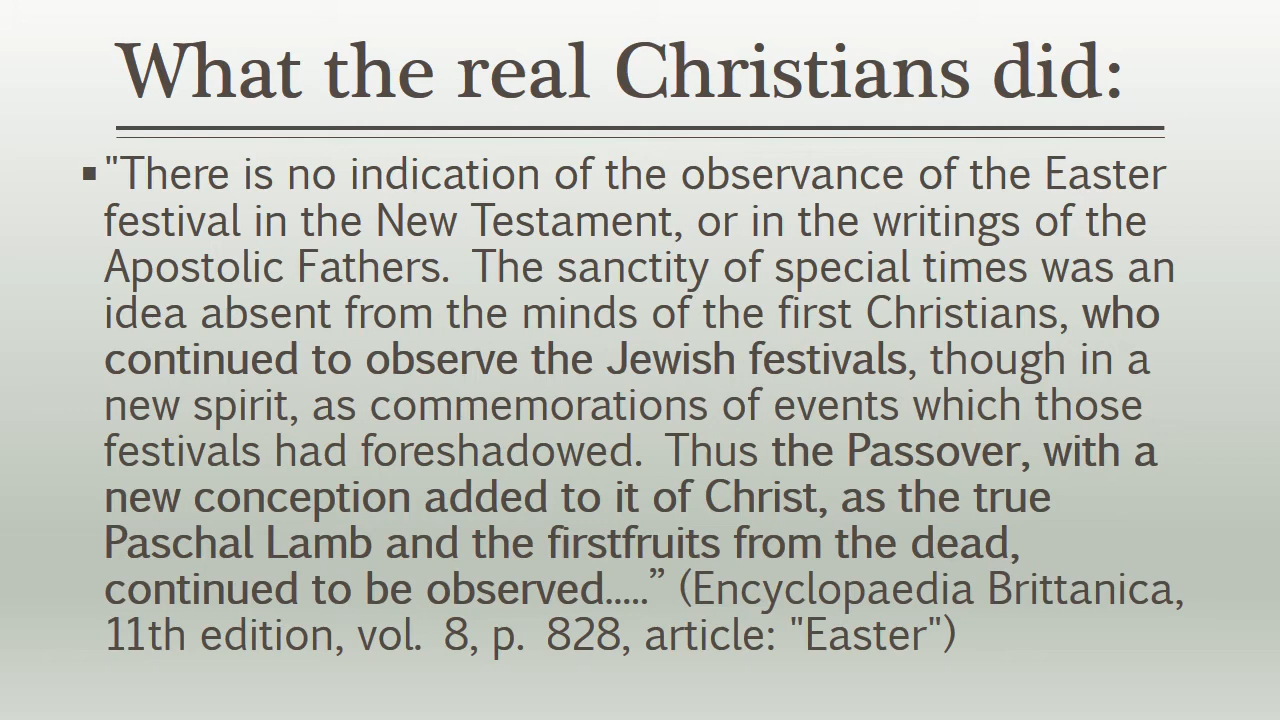 What the real Christians did:
▪"There is no indication of the observance of the Easter
festival in the New Testament, or in the writings of the
Apostolic Fathers.  The sanctity of special times was an
idea absent from the minds of the first Christians, who
continued to observe the Jewish festivals, though in a
new spirit, as commemorations of events which those
festivals had foreshadowed.  Thus the Passover, with a
new conception added to it of Christ, as the true
Paschal Lamb and the firstfruits from the dead,
continued to be observed.....” (Encyclopaedia Brittanica,
11th edition, vol.  8, p.  828, article: "Easter")